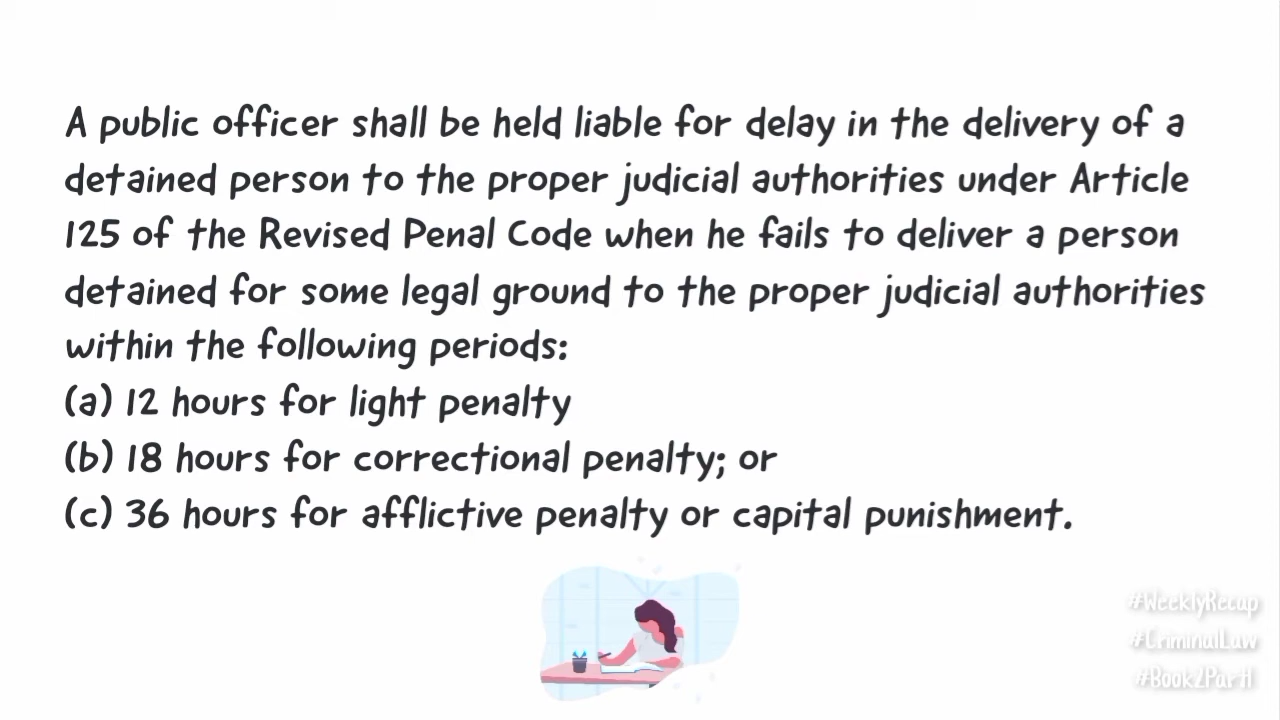 A public officer shall be held liable for delay in the delivery of a
detained person to the proper judicial authorities under Article
125 of the Revised Penal Code when he fails to deliver a person
detained for some legal ground to the proper judicial authorities
within the following periods:
(a) 12 hours for light penalty
(b) 18 hours for correctional penalty; or
(c) 36 hours for afflictive penalty or capital punishment.
#WeeklyRecap
#CriminalLaw
#Book2Part1